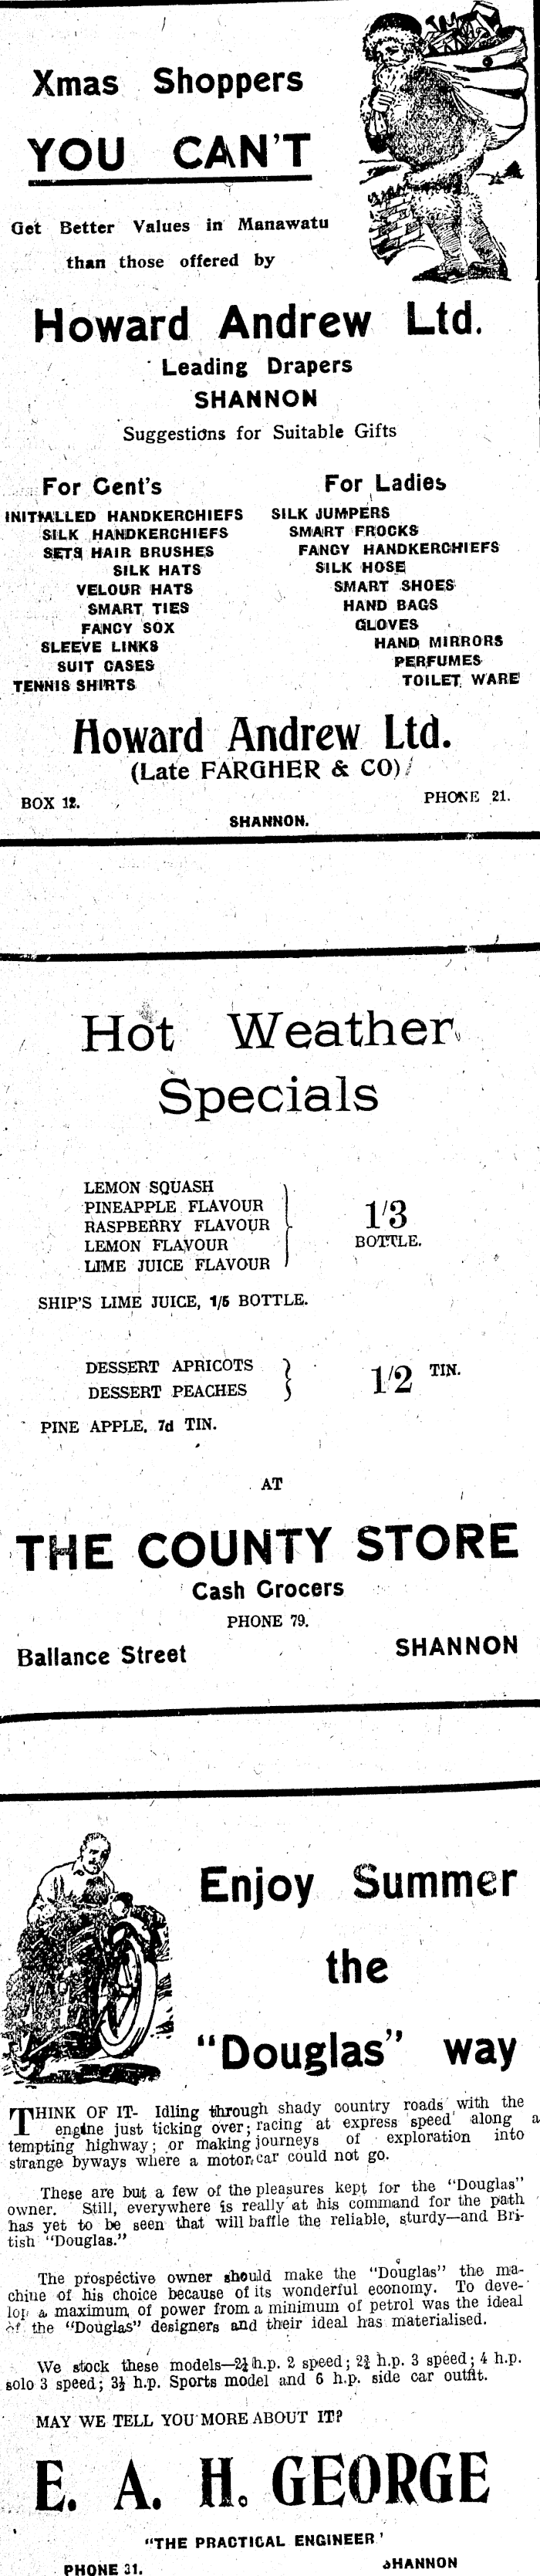 Xmas Shoppers
YOU CAN'T
Get Better Values in Manawatu
than those offered by
Howard Andrew Ltd.
Leading Drapers
SHANNON
Suggestions for Suitable Gifts
For Gent's
INITIALLED HANDKERCHIEFS
SILK HANDKERCHIEFS
SETS HAIR BRUSHES
SILK HATS
VELOUR HATS
SMART TIES
FANCY SOX
SLEEVE LINKS
SUIT CASES
TENNIS SHIRTS
For Ladies
SILK JUMPERS
SMART FROCKS
FANCY HANDKERCHIEFS
SILK HOSE
SMART SHOES
HAND BAGS
GLOVES
HAND MIRRORS
PERFUMES
TOILET WARE
Howard Andrew Ltd.
(Late FARGHER & CO)
BOX 12. PHONE 21.
SHANNON.
Hot Weather
Specials
LEMON SQUASH
PINEAPPLE FLAVOUR
RASPBERRY FLAVOUR
LEMON FLAVOUR
LIME JUICE FLAVOUR
1/3
BOTTLE.
SHIP'S LIME JUICE, 1/5 BOTTLE.
DESSERT APRICOTS
DESSERT PEACHES
1/2 TIN.
PINE APPLE, 7d TIN.
AT
THE COUNTY STORE
Cash Grocers
PHONE 79.
Ballance Street SHANNON
Enjoy Summer
the
"Douglas" way
THINK OF IT- Idling through shady country roads with the
engine just ticking over; racing at express speed along a
tempting highway; or making journeys of exploration into
strange byways where a motor car could not go.
These are but a few of the pleasures kept for the "Douglas"
owner. Still, everywhere is really at his command for the path
has yet to be seen that will baffle the reliable, sturdy—and Bri-
tish "Douglas."
The prospective owner should make the "Douglas" the ma-
chine of his choice because of its wonderful economy. To deve-
lop a maximum of power from a minimum of petrol was the ideal
of the "Douglas" designers and their ideal has materialised.
We stock these models—2¼ h.p. 2 speed; 2¾ h.p. 3 speed; 4 h.p.
solo 3 speed; 3½ h.p. Sports model and 6 h.p. side car outfit.
MAY WE TELL YOU MORE ABOUT IT?
E. A. H. GEORGE
"THE PRACTICAL ENGINEER'
PHONE 31. SHANNON